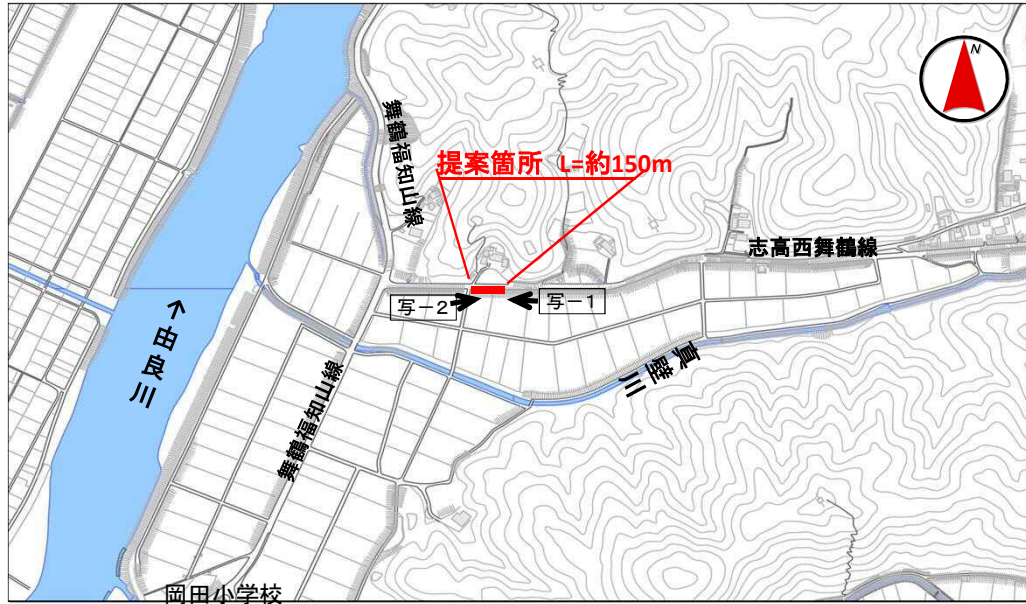 N
舞鶴福知山線
提案箇所 L=約150m
志高西舞鶴線
写－2
写－1
↑由良川
真壁川
舞鶴福知山線
岡田小学校